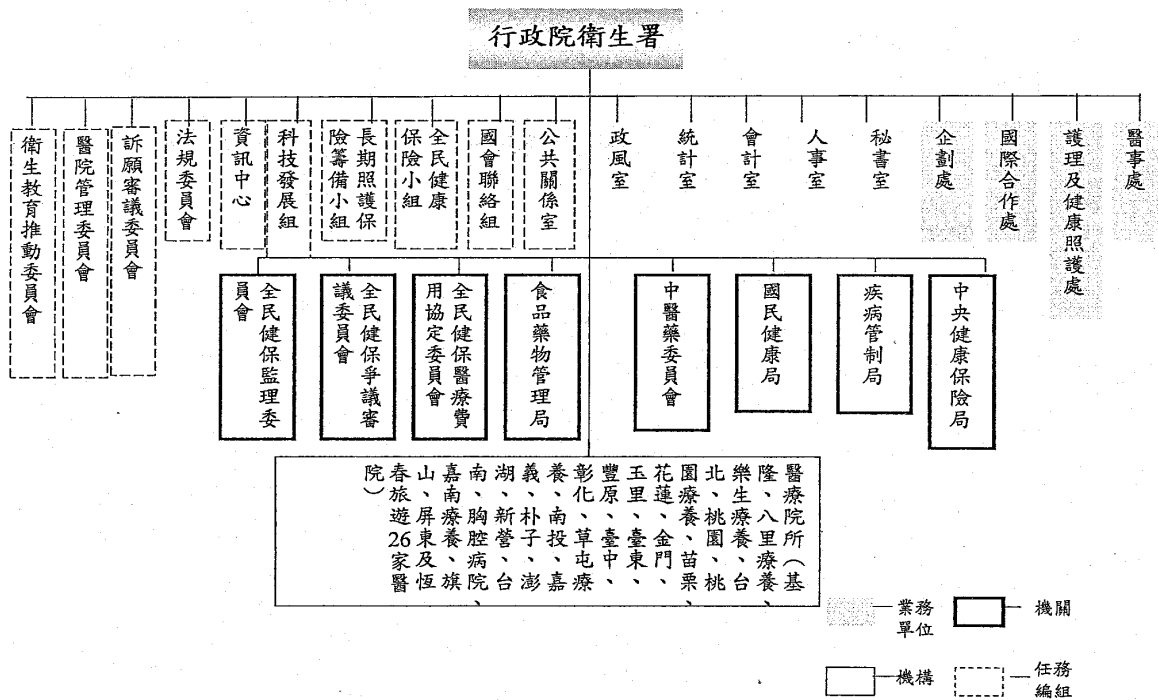 行政院衛生署
醫事處
護理及健康照護處
國際合作處
企劃處
秘書室
人事室
會計室
統計室
政風室
公共關係室
國會聯絡組
全民健康
保險小組
長期照護保
險籌備小組
科技發展組
資訊中心
法規委員會
訴願審議委員會
醫院管理委員會
衛生教育推動委員會
中央健康保險局
疾病管制局
國民健康局
中醫藥委員會
食品藥物管理局
全民健保醫療費
用協定委員會
全民健保爭議審
議委員會
全民健保監理委
員會
醫療院所（基
隆、八里療養、
樂生療養、台
北、桃園、桃
園療養、苗栗、
花蓮、金門、
玉里、臺東、
豐原、臺中、
彰化、草屯療
養、南投、嘉
義、朴子、澎
湖、新營、台
南、胸腔病院、
嘉南療養、旗
山、屏東及恆
春旅遊26家醫
院）
業務
單位
機關
機構
任務
編組